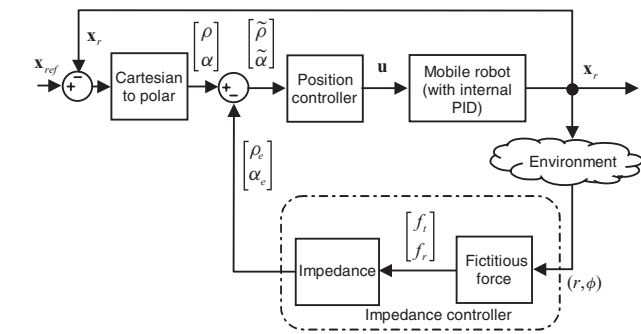 x_r
x_ref
+
−
Cartesian
to polar
[ρ
α]
+
−
[ρ̃
α̃]
Position
controller
u
Mobile robot
(with internal
PID)
x_r
Environment
[ρ_e
α_e]
Impedance
[f_t
f_r]
Fictitious
force
(r,ϕ)
Impedance controller